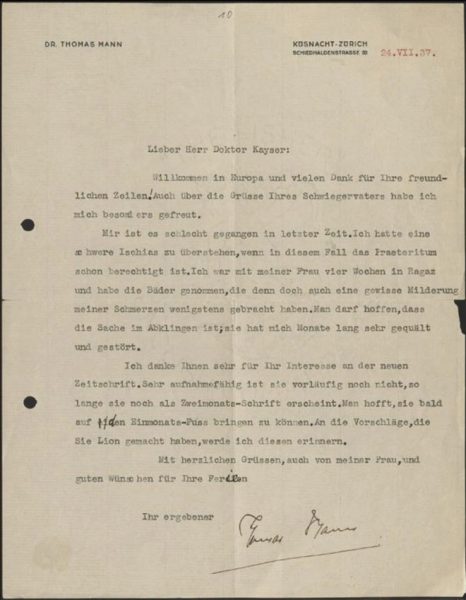 10
DR. THOMAS MANN
KÜSNACHT-ZÜRICH
SCHIEDHALDENSTRASSE 33
24.VII.37.
Lieber Herr Doktor Kayser:
Willkommen in Europa und vielen Dank für Ihre freund-
lichen Zeilen! Auch über die Grüsse Ihres Schwiegervaters habe ich
mich besonders gefreut.
Mir ist es schlecht gegangen in letzter Zeit.Ich hatte eine
schwere Ischias zu überstehen,wenn in diesem Fall das Praeteritum
schon berechtigt ist.Ich war mit meiner Frau vier Wochen in Ragaz
und habe die Bäder genommen,die denn doch auch eine gewisse Milderung
meiner Schmerzen wenigstens gebracht haben.Man darf hoffen,dass
die Sache im Abklingen ist;sie hat mich Monate lang sehr gequält
und gestört.
Ich danke Ihnen sehr für Ihr Interesse an der neuen
Zeitschrift.Sehr aufnahmefähig ist sie vorläufig noch nicht,so
lange sie noch als Zweimonats-Schrift erscheint.Man hofft,sie bald
auf den Einmonats-Fuss bringen zu können.An die Vorschläge,die
Sie Lion gemacht haben,werde ich diesen erinnern.
Mit herzlichen Grüssen,auch von meiner Frau,und
guten Wünschen für Ihre Ferien
Ihr ergebener
Thomas Mann